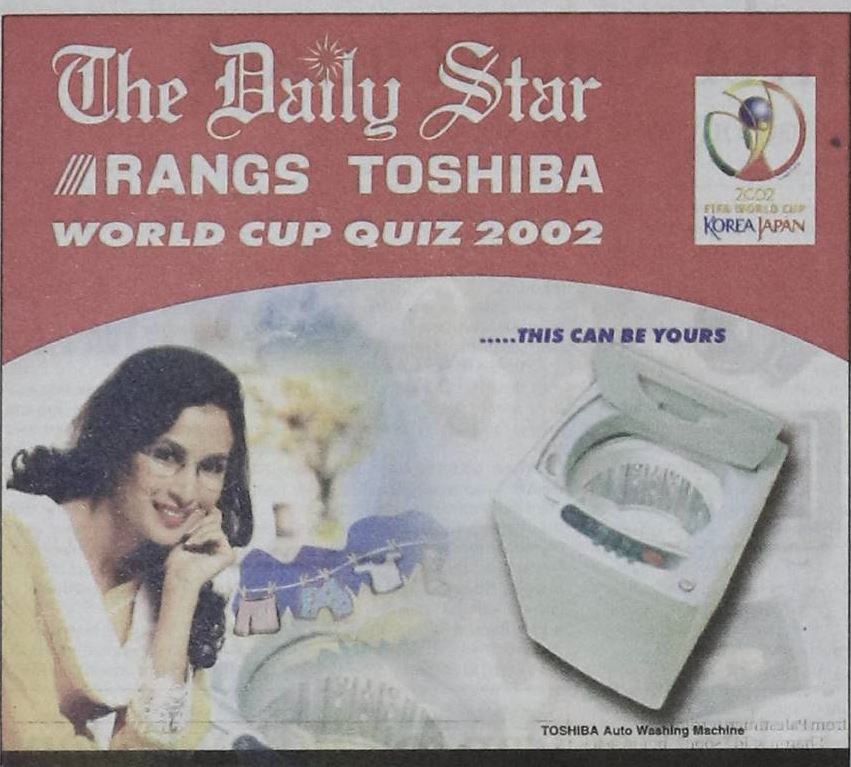 The Daily Star
RANGS TOSHIBA
WORLD CUP QUIZ 2002
2002
FIFA WORLD CUP
KOREA JAPAN
.....THIS CAN BE YOURS
TOSHIBA Auto Washing Machine